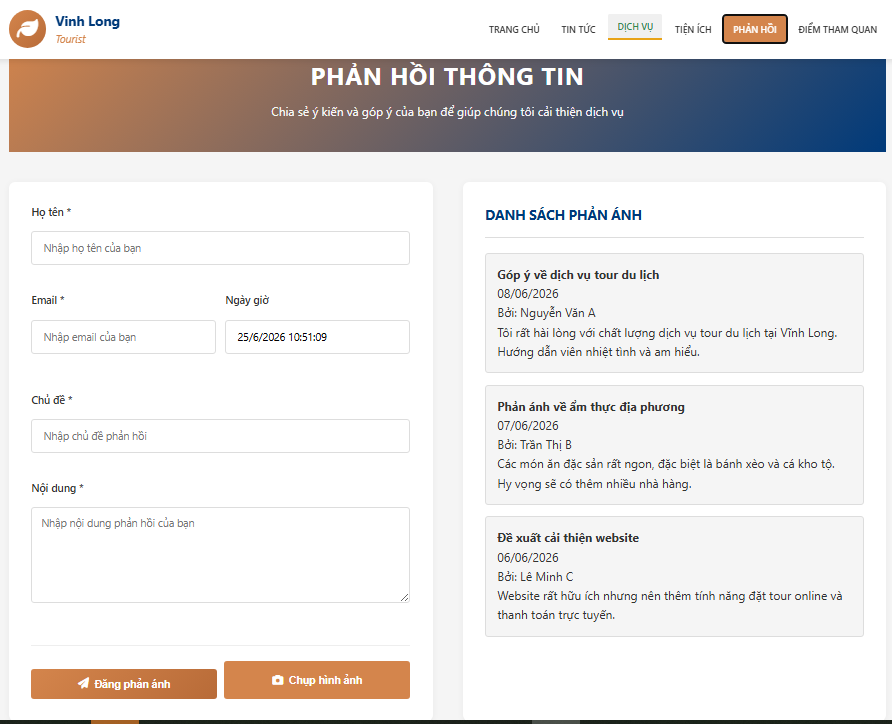 Vĩnh Long
Tourist
TRANG CHỦ TIN TỨC DỊCH VỤ TIỆN ÍCH PHẢN HỒI ĐIỂM THAM QUAN
PHẢN HỒI THÔNG TIN
Chia sẻ ý kiến và góp ý của bạn để giúp chúng tôi cải thiện dịch vụ
Họ tên *
Nhập họ tên của bạn
Email * Ngày giờ
Nhập email của bạn 25/6/2026 10:51:09
Chủ đề *
Nhập chủ đề phản hồi
Nội dung *
Nhập nội dung phản hồi của bạn
Đăng phản ánh Chụp hình ảnh
DANH SÁCH PHẢN ÁNH
Góp ý về dịch vụ tour du lịch
08/06/2026
Bởi: Nguyễn Văn A
Tôi rất hài lòng với chất lượng dịch vụ tour du lịch tại Vĩnh Long.
Hướng dẫn viên nhiệt tình và am hiểu.
Phản ánh về ẩm thực địa phương
07/06/2026
Bởi: Trần Thị B
Các món ăn đặc sản rất ngon, đặc biệt là bánh xèo và cá kho tộ.
Hy vọng sẽ có thêm nhiều nhà hàng.
Đề xuất cải thiện website
06/06/2026
Bởi: Lê Minh C
Website rất hữu ích nhưng nên thêm tính năng đặt tour online và
thanh toán trực tuyến.